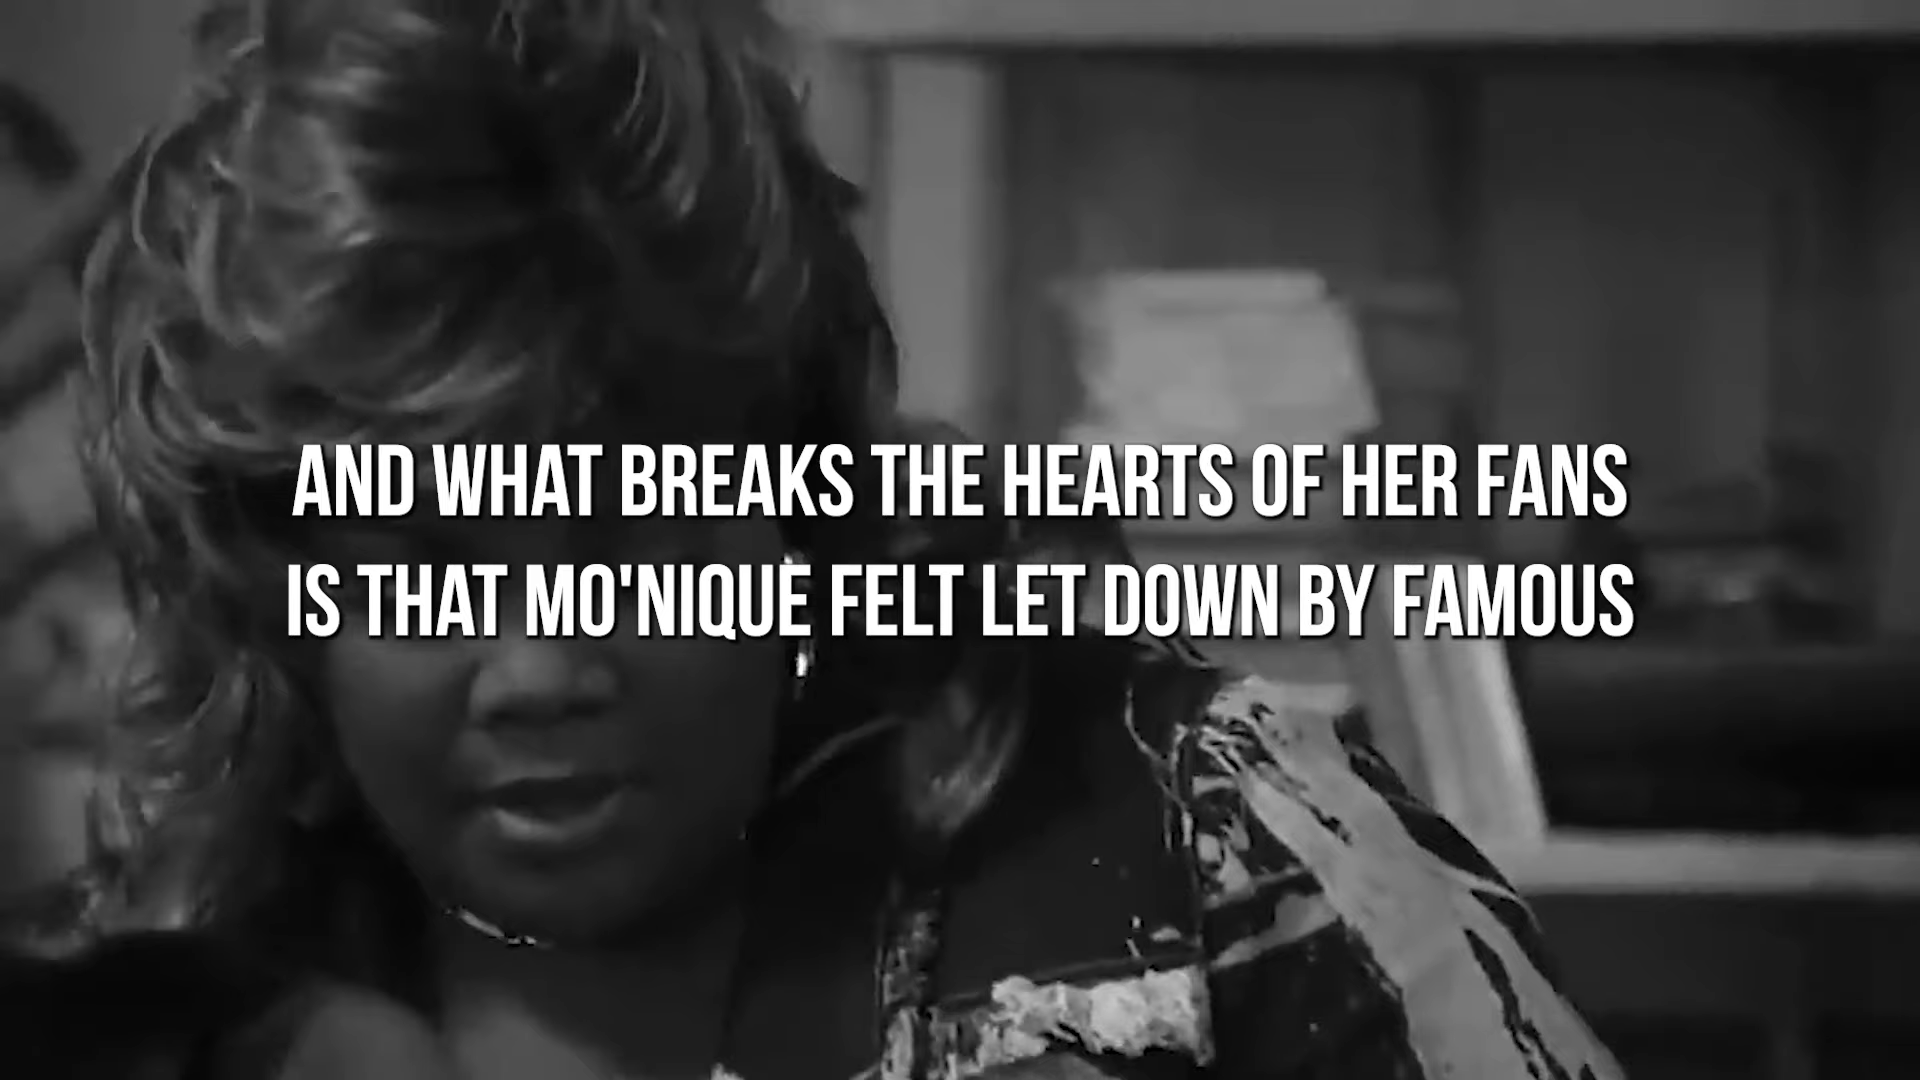 AND WHAT BREAKS THE HEARTS OF HER FANS
IS THAT MO'NIQUE FELT LET DOWN BY FAMOUS